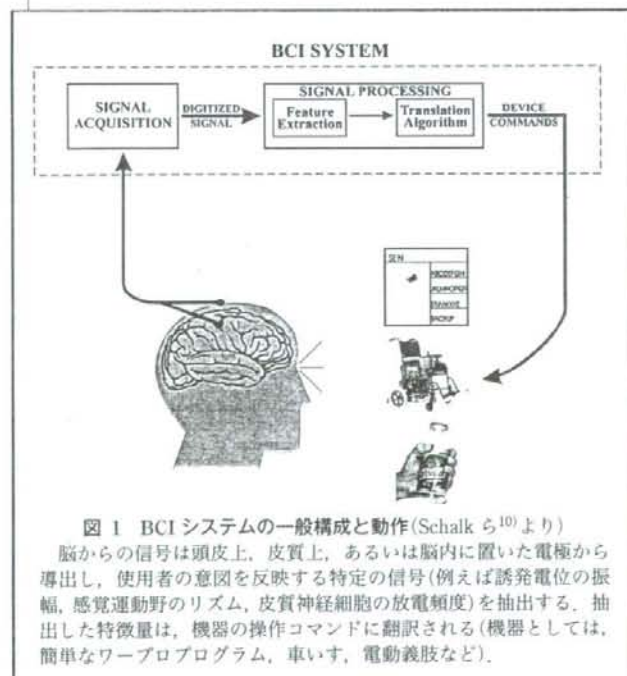 BCI SYSTEM
SIGNAL
ACQUISITION
DIGITIZED
SIGNAL
SIGNAL PROCESSING
Feature
Extraction
Translation
Algorithm
DEVICE
COMMANDS
図 1 BCI システムの一般構成と動作(Schalk ら10)より)
脳からの信号は頭皮上,皮質上,あるいは脳内に置いた電極から
導出し,使用者の意図を反映する特定の信号(例えば誘発電位の振
幅,感覚運動野のリズム,皮質神経細胞の放電頻度)を抽出する.抽
出した特徴量は,機器の操作コマンドに翻訳される(機器としては,
簡単なワープロプログラム,車いす,電動義肢など).